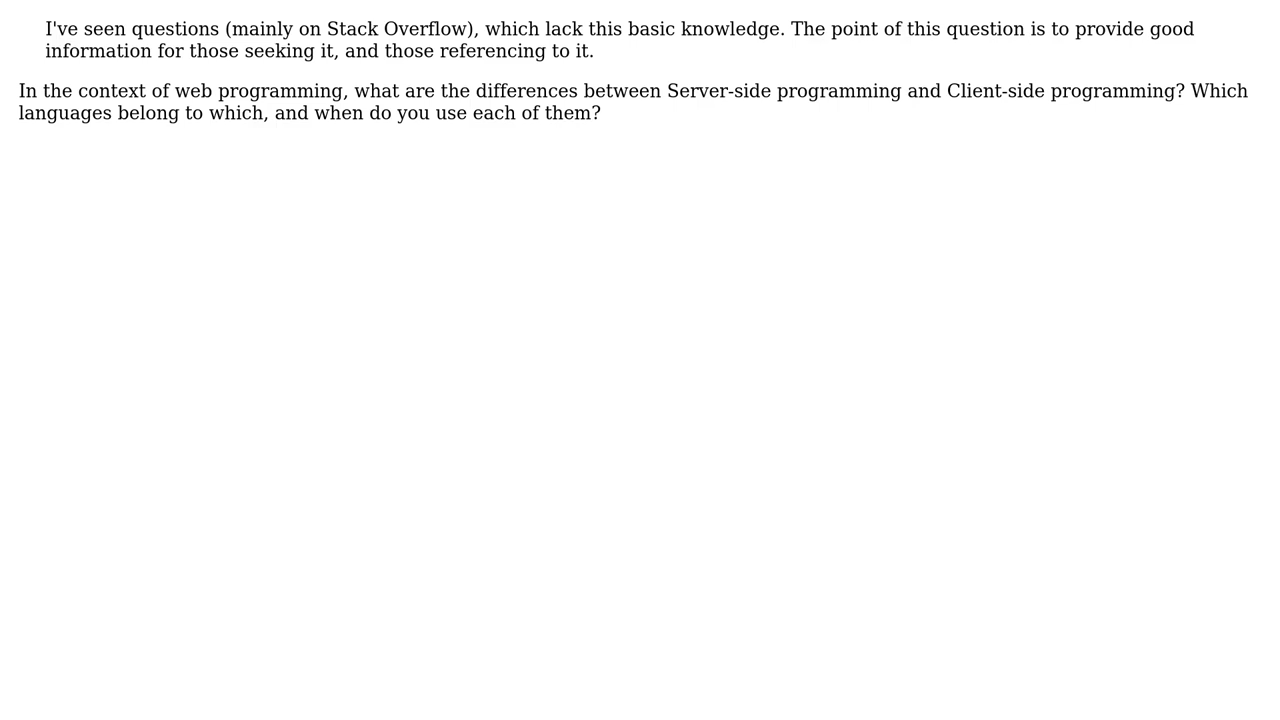 I've seen questions (mainly on Stack Overflow), which lack this basic knowledge. The point of this question is to provide good
information for those seeking it, and those referencing to it.
In the context of web programming, what are the differences between Server-side programming and Client-side programming? Which
languages belong to which, and when do you use each of them?